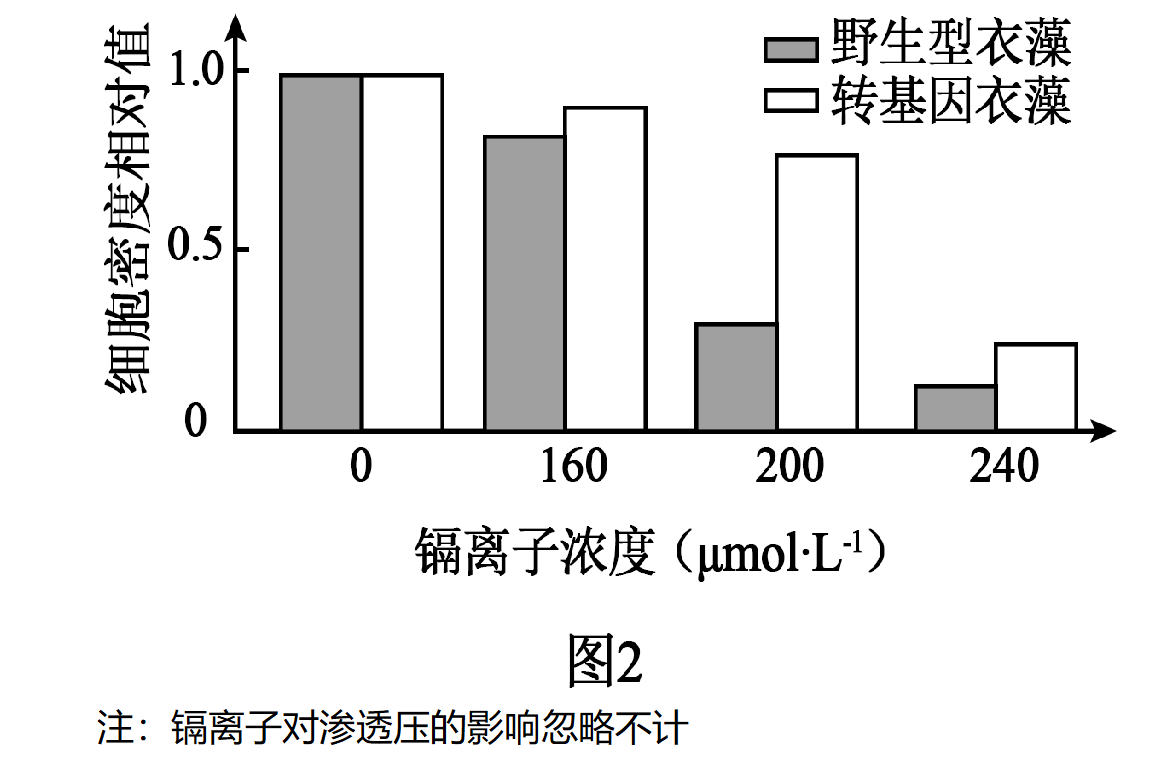 细胞密度相对值
1.0
0.5
0
野生型衣藻
转基因衣藻
0 160 200 240
镉离子浓度（μmol·L⁻¹）
图2
注：镉离子对渗透压的影响忽略不计